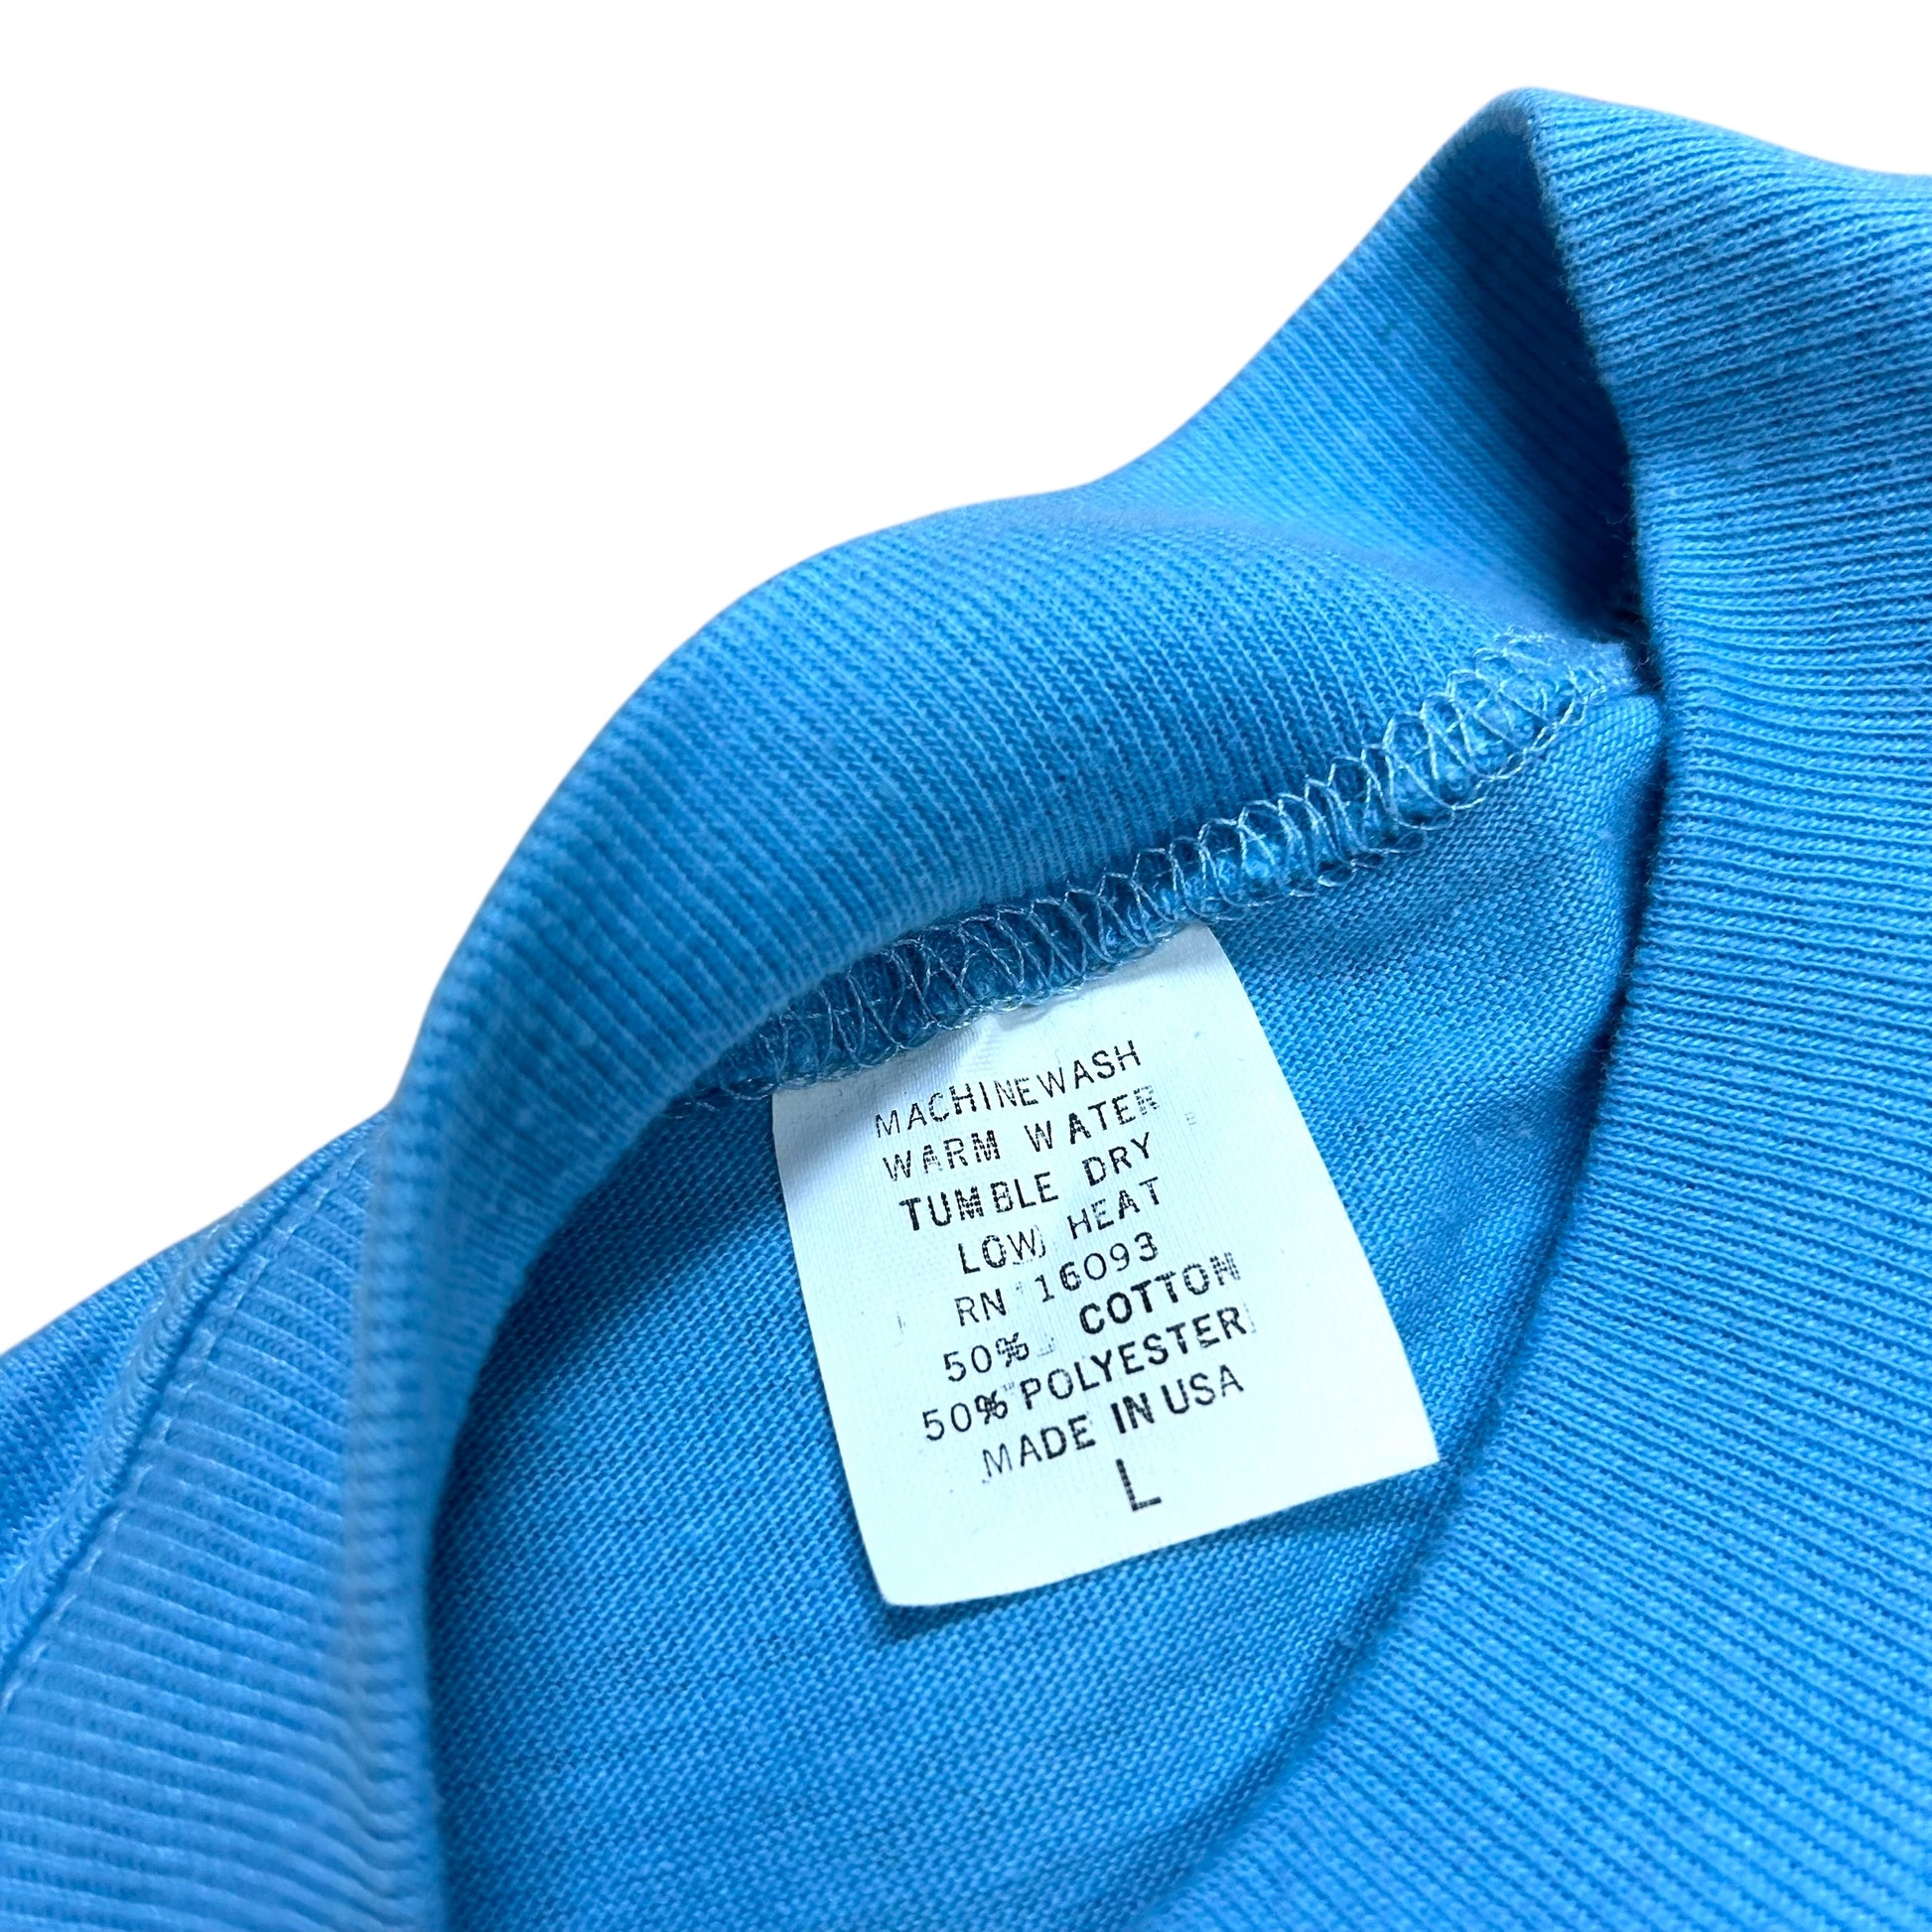 MACHINEWASH
WARM WATER
TUMBLE DRY
LOW HEAT
RN 16093
50% COTTON
50% POLYESTER
MADE IN USA
L